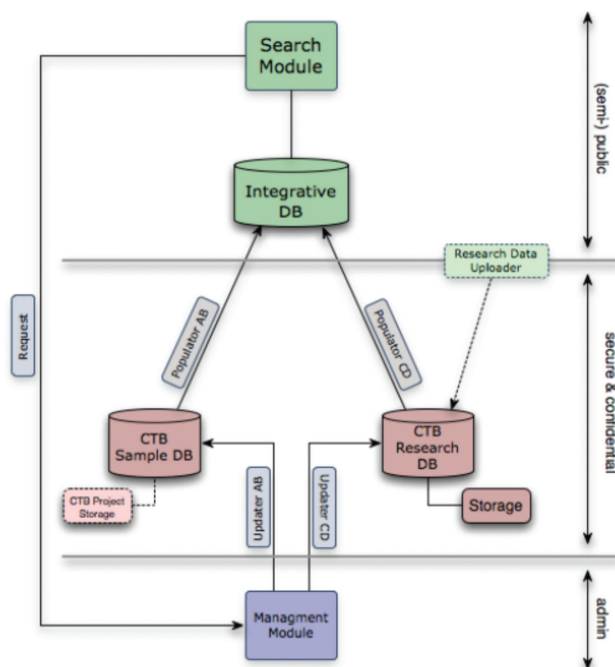 Search
Module
(semi-) public
Integrative
DB
Research Data
Uploader
Request
Populator AB
Populator CD
secure & confidential
CTB
Sample DB
CTB
Research
DB
CTB Project
Storage
Storage
Updater AB
Updater CD
Managment
Module
admin